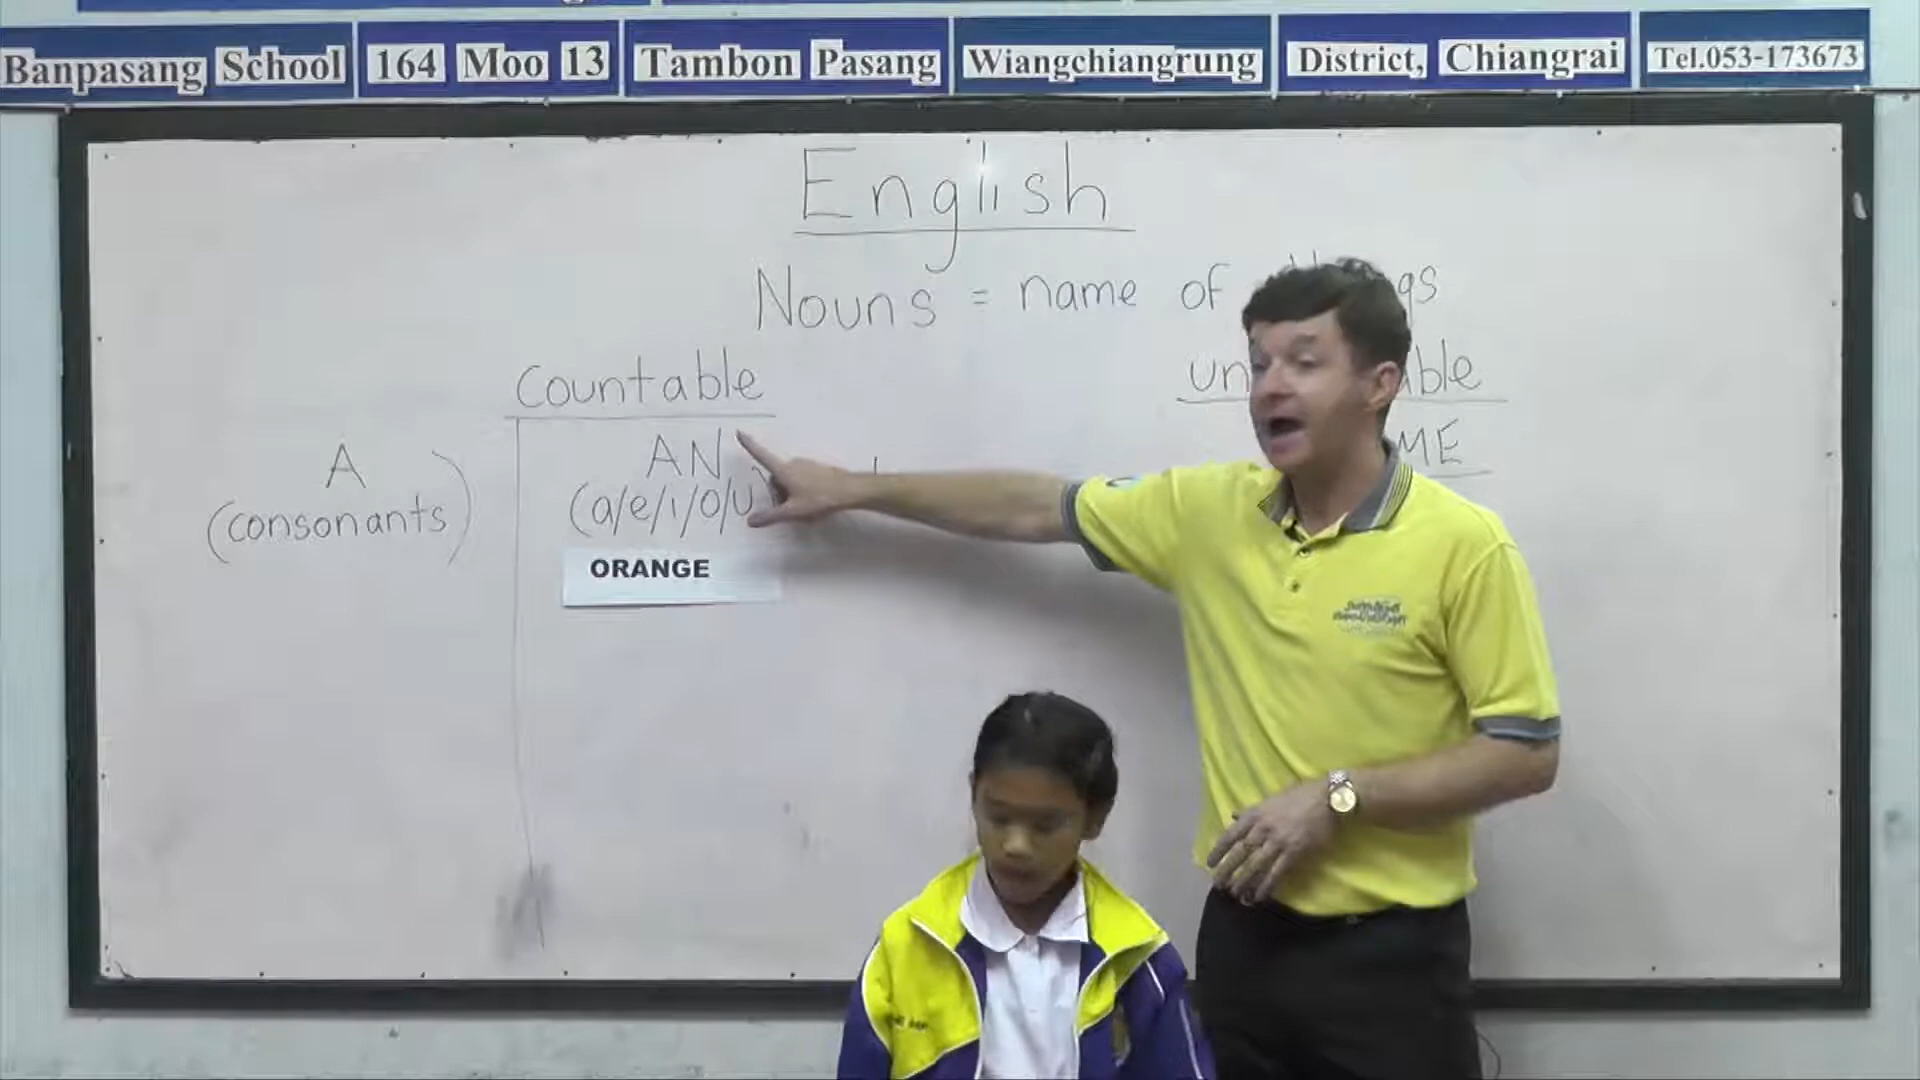 Banpasang School 164 Moo 13 Tambon Pasang Wiangchiangrung District, Chiangrai Tel.053-173673
English
Nouns = name of
countable
A
(consonants)
AN
(a/e/i/o/u)
ORANGE